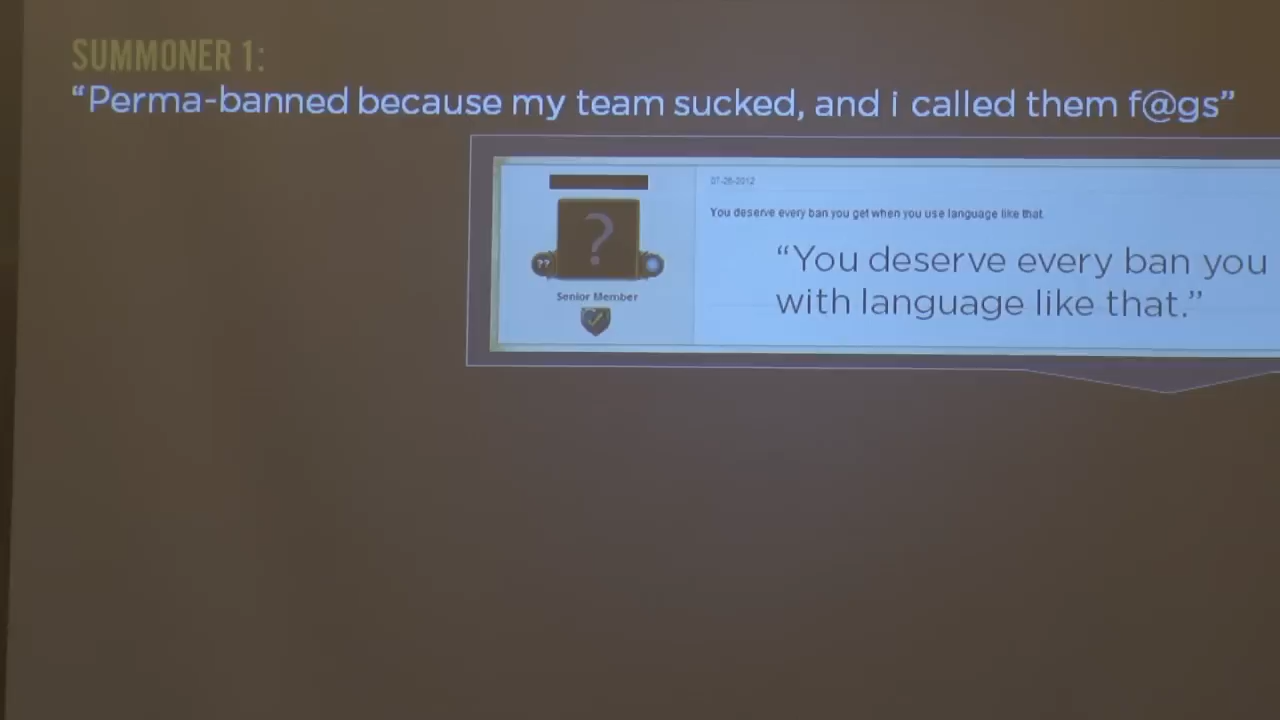 SUMMONER 1:
“Perma-banned because my team sucked, and i called them f@gs”
07-26-2012
You deserve every ban you get when you use language like that.
“You deserve every ban you
with language like that.”
??
?
Senior Member